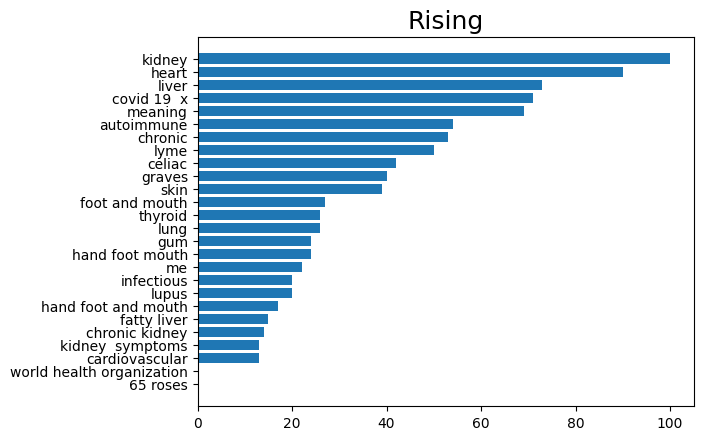 Rising
kidney
heart
liver
covid 19  x
meaning
autoimmune
chronic
lyme
celiac
graves
skin
foot and mouth
thyroid
lung
gum
hand foot mouth
me
infectious
lupus
hand foot and mouth
fatty liver
chronic kidney
kidney  symptoms
cardiovascular
world health organization
65 roses
0 20 40 60 80 100